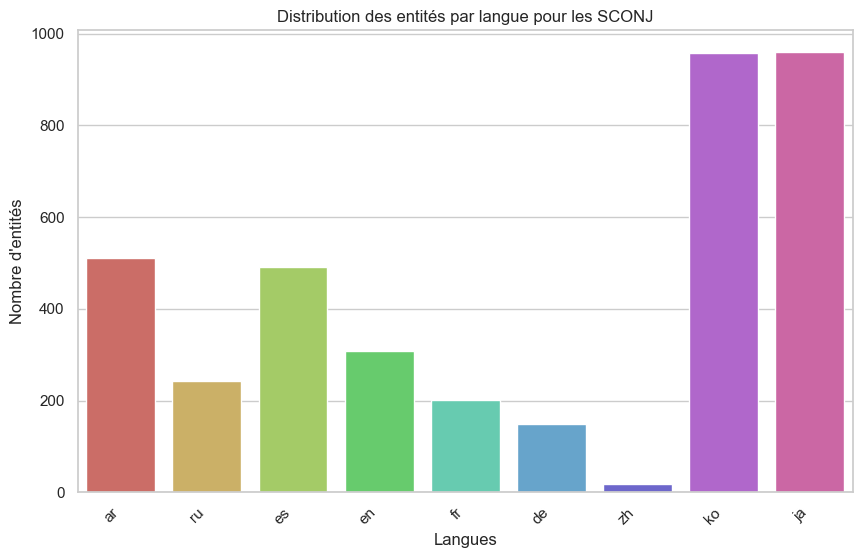 Distribution des entités par langue pour les SCONJ
Nombre d'entités
1000
800
600
400
200
0
ar
ru
es
en
fr
de
zh
ko
ja
Langues